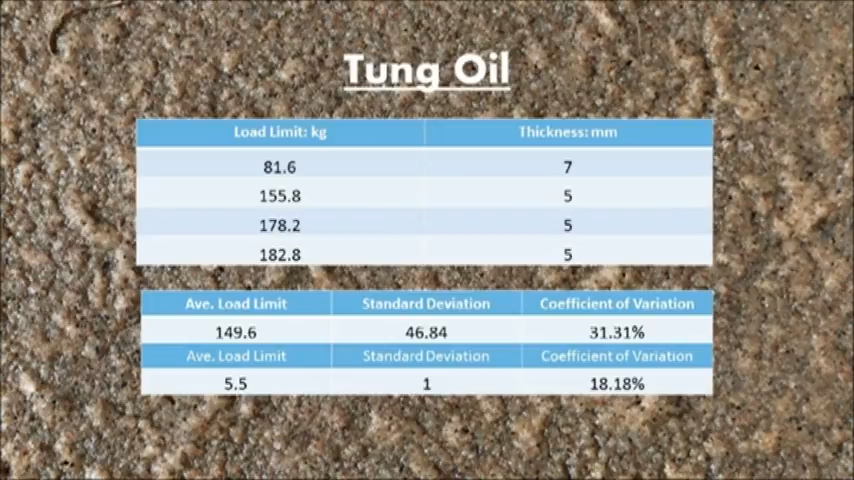 Tung Oil
Load Limit: kg Thickness: mm
81.6 7
155.8 5
178.2 5
182.8 5
Ave. Load Limit Standard Deviation Coefficient of Variation
149.6 46.84 31.31%
Ave. Load Limit Standard Deviation Coefficient of Variation
5.5 1 18.18%